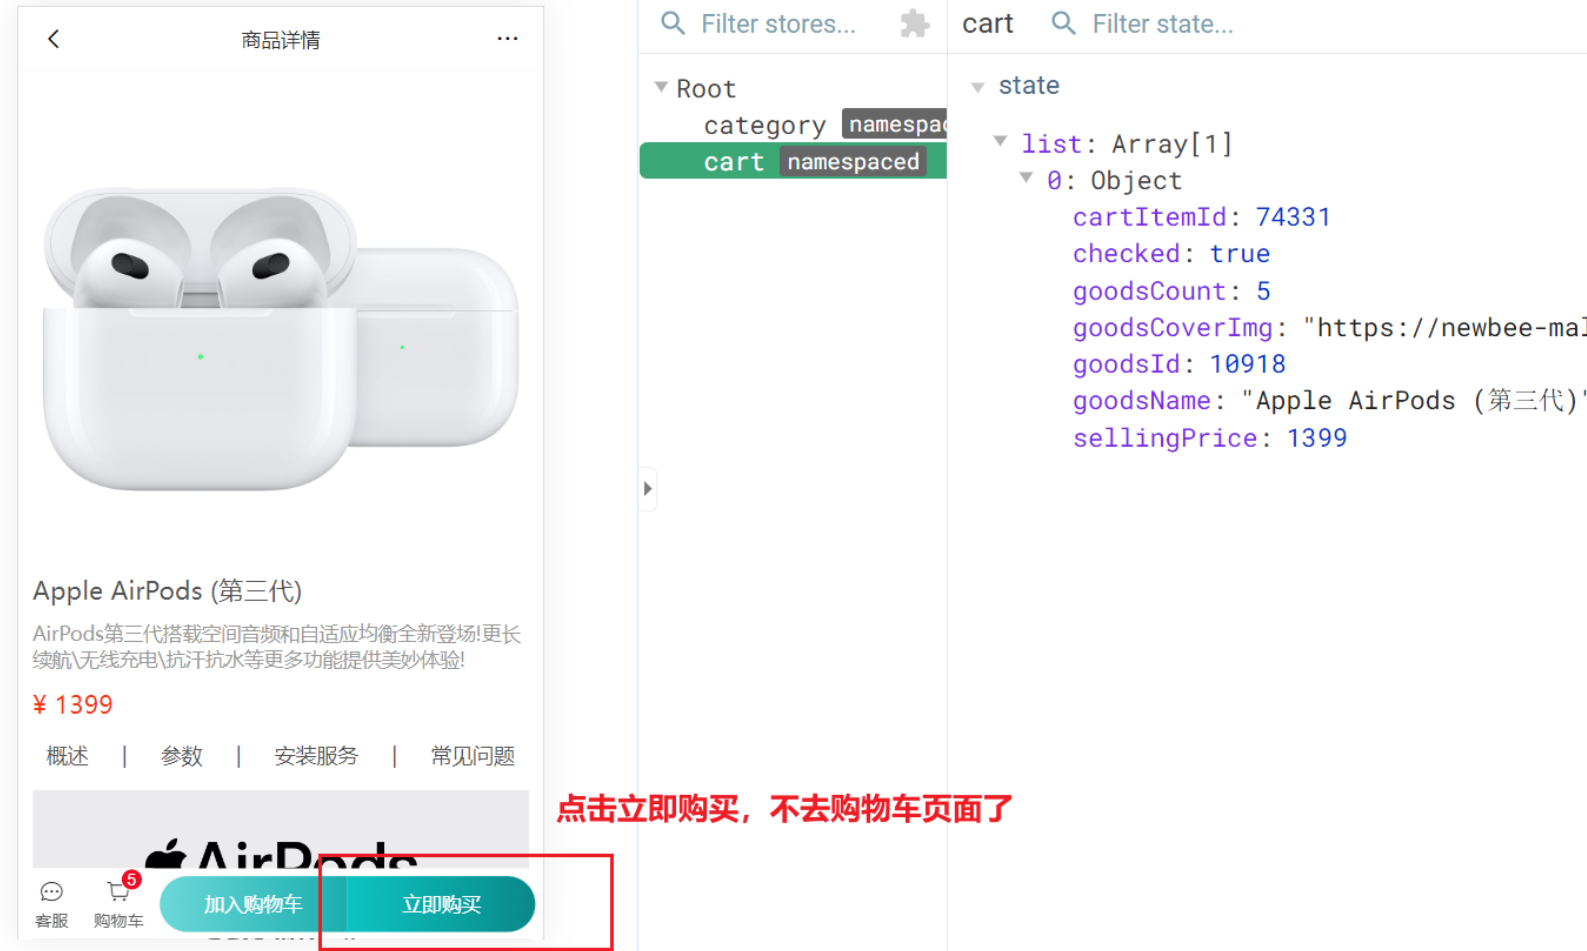 商品详情
...
Apple AirPods (第三代)
AirPods第三代搭载空间音频和自适应均衡全新登场!更长
续航\无线充电\抗汗抗水等更多功能提供美妙体验!
¥ 1399
概述 | 参数 | 安装服务 | 常见问题
AirPods
5
客服
购物车
加入购物车
立即购买
点击立即购买，不去购物车页面了
Filter stores...
Root
category namespac
cart namespaced
cart
Filter state...
state
list: Array[1]
0: Object
cartItemId: 74331
checked: true
goodsCount: 5
goodsCoverImg: "https://newbee-mal
goodsId: 10918
goodsName: "Apple AirPods (第三代)"
sellingPrice: 1399